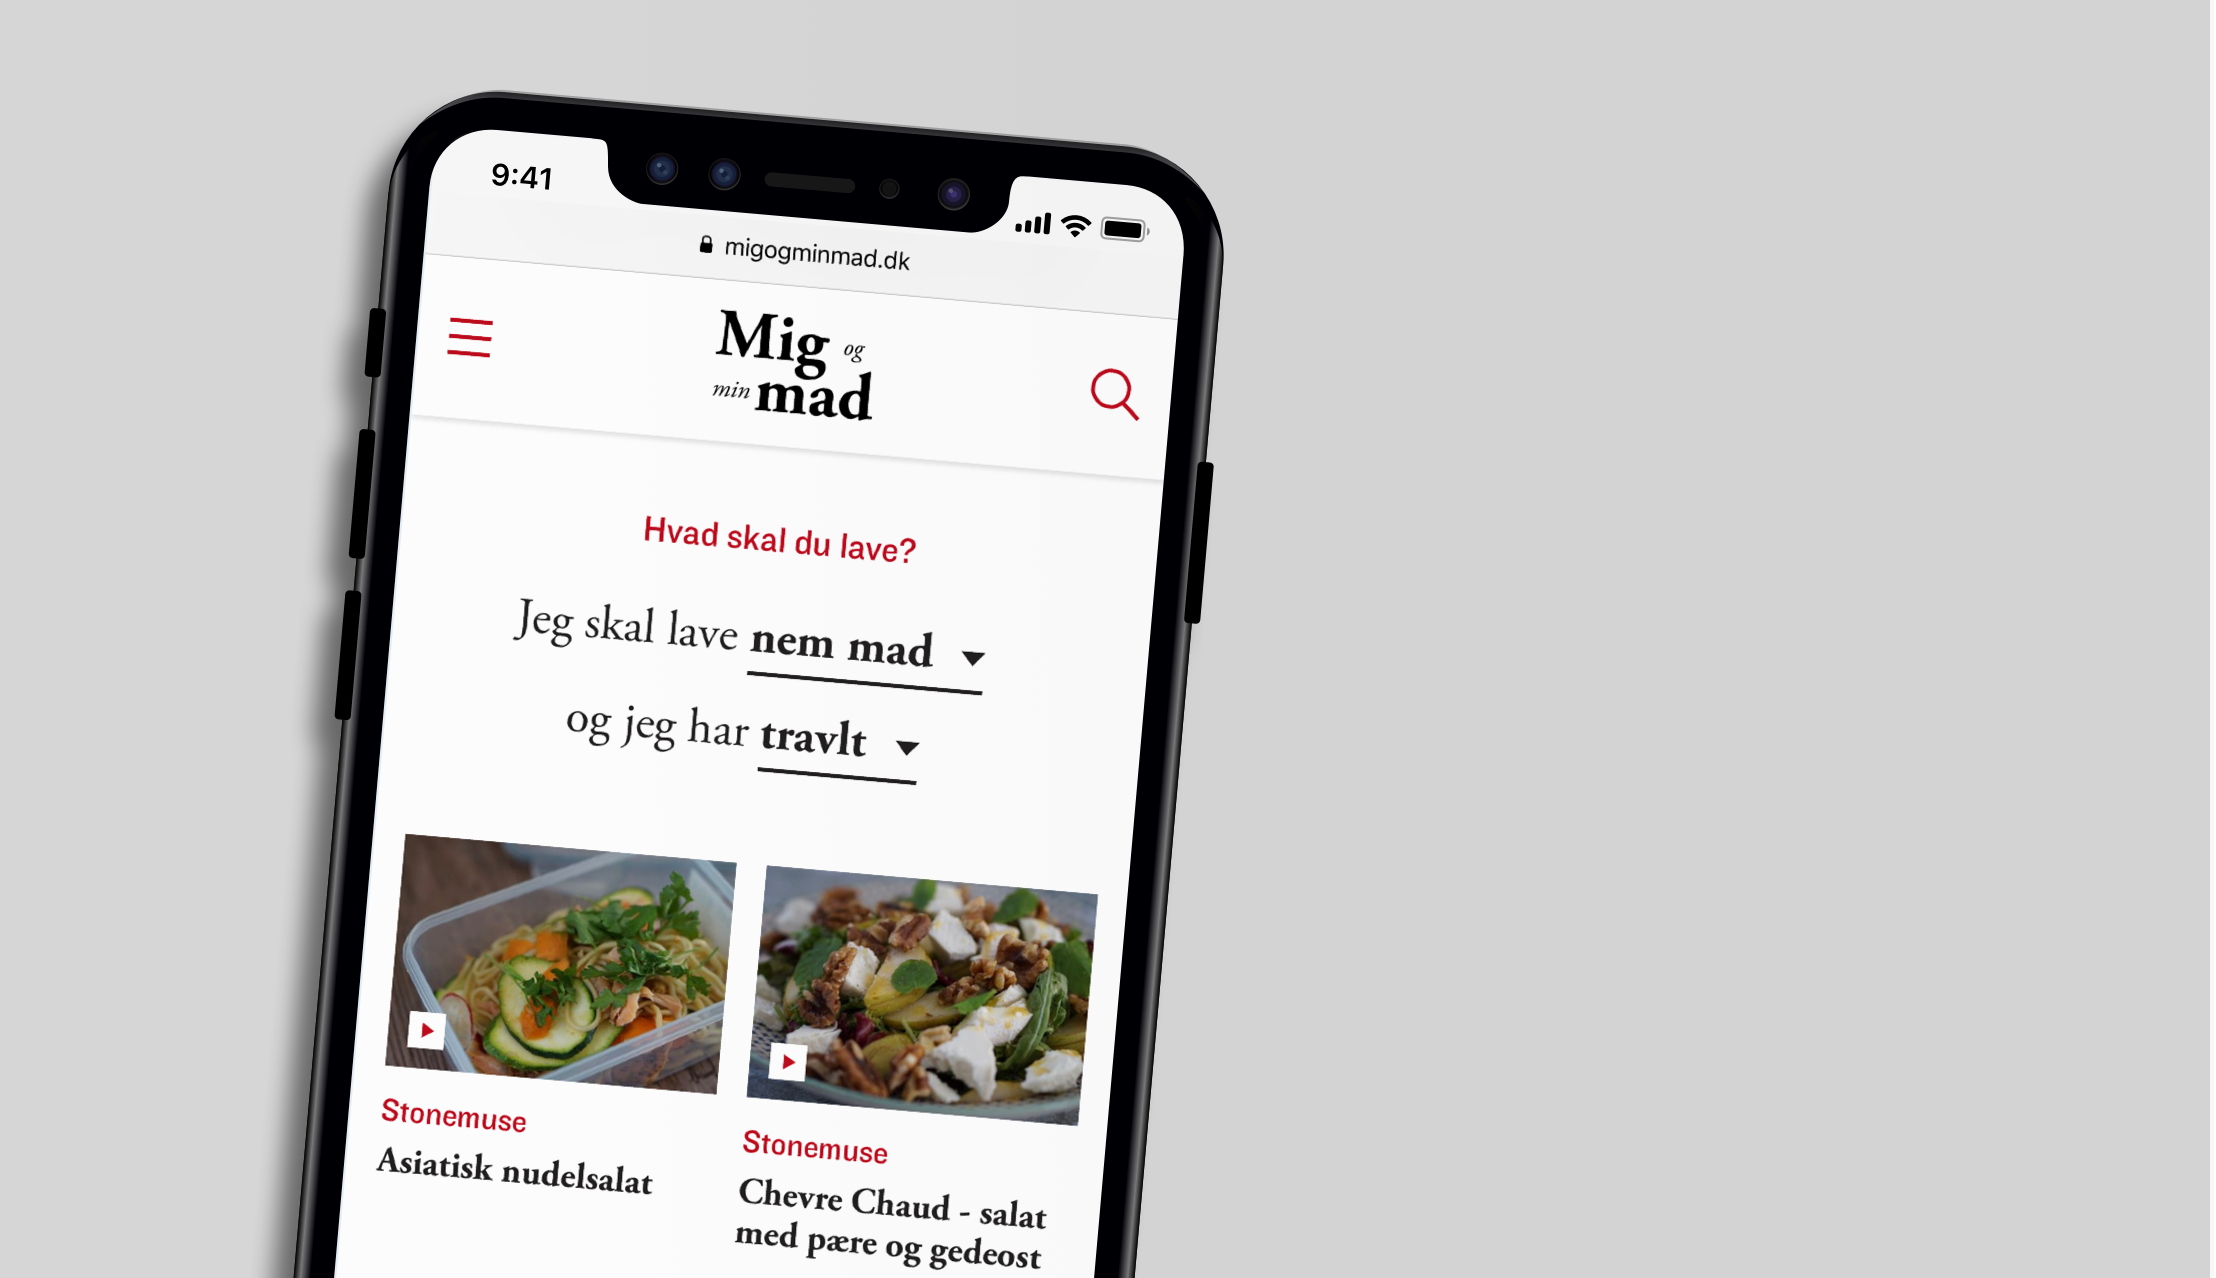 9:41
migogminmad.dk
Mig og
min mad
Hvad skal du lave?
Jeg skal lave nem mad
og jeg har travlt
Stonemuse
Asiatisk nudelsalat
Stonemuse
Chevre Chaud - salat
med pære og gedeost